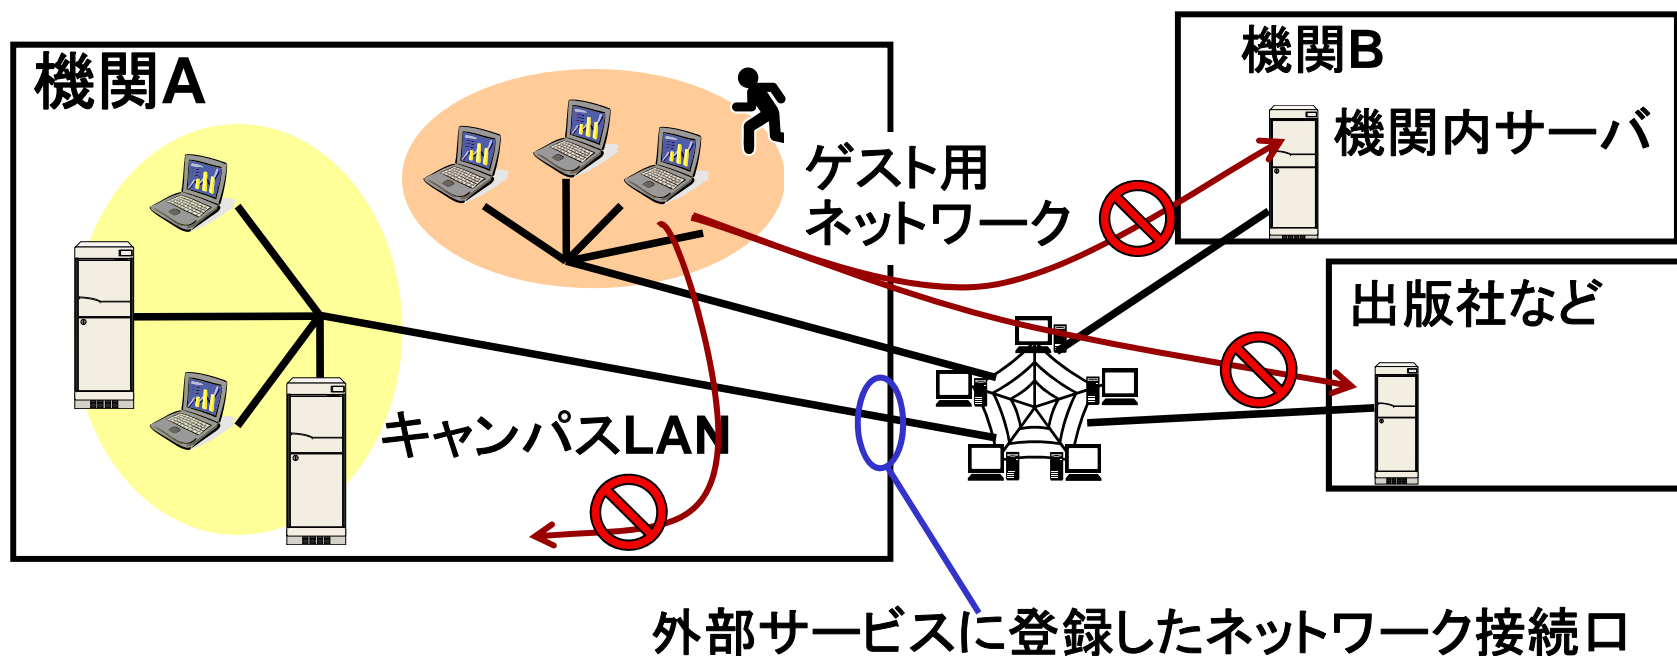 機関A
ゲスト用
ネットワーク
キャンパスLAN
機関B
機関内サーバ
出版社など
外部サービスに登録したネットワーク接続口